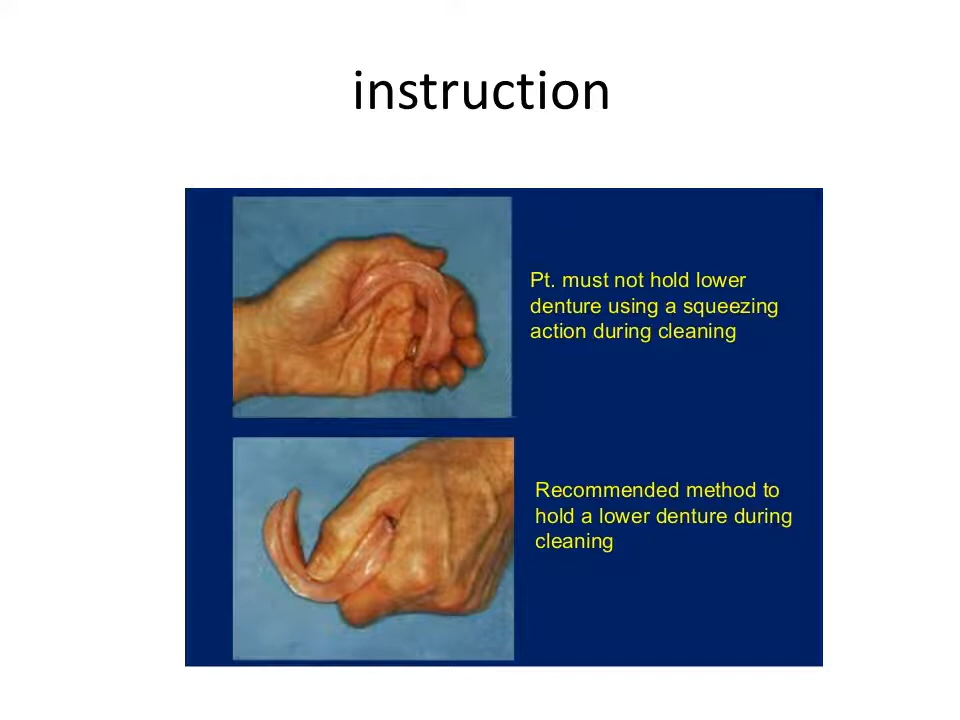 instruction
Pt. must not hold lower
denture using a squeezing
action during cleaning
Recommended method to
hold a lower denture during
cleaning